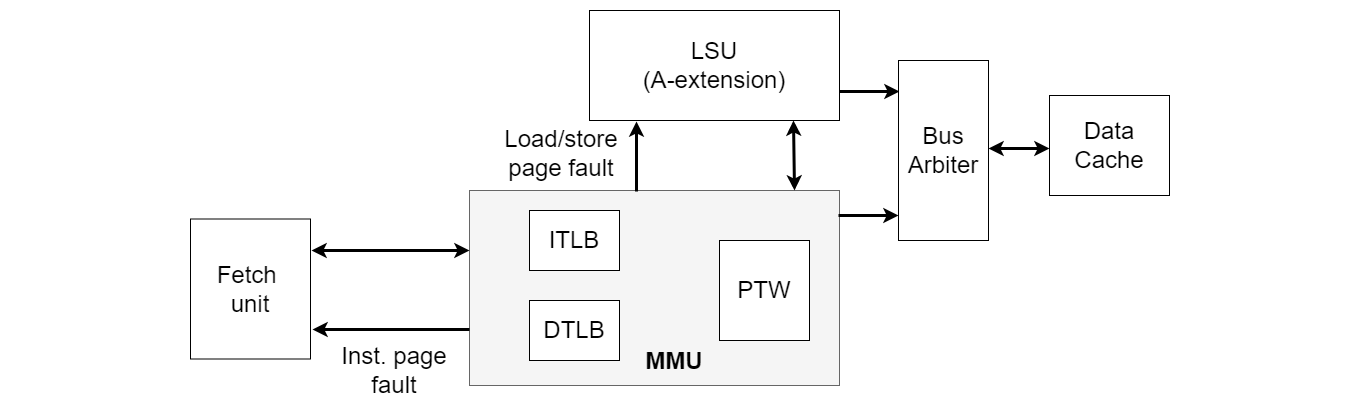 LSU
(A-extension)
Load/store
page fault
Bus
Arbiter
Data
Cache
Fetch
unit
Inst. page
fault
ITLB
DTLB
PTW
MMU